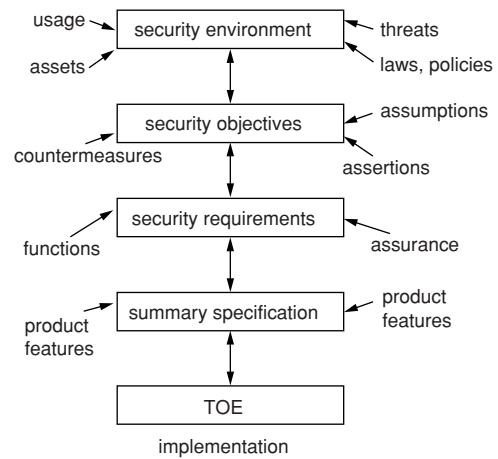 usage
security environment
threats
assets
laws, policies
assumptions
security objectives
countermeasures
assertions
security requirements
functions
assurance
product
features
summary specification
product
features
TOE
implementation